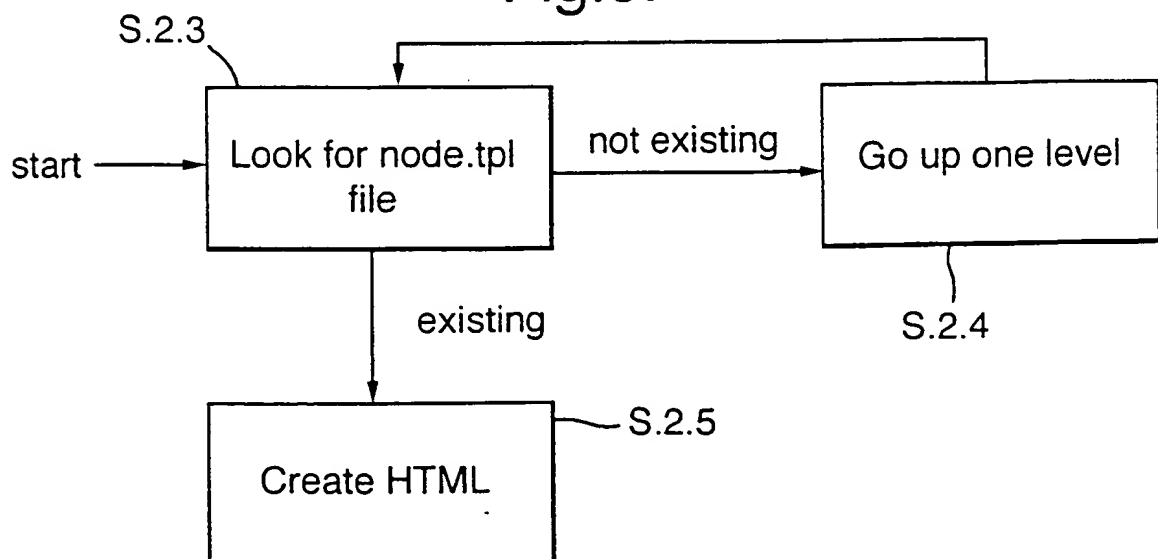 S.2.3
start
Look for node.tpl
file
not existing
Go up one level
existing
S.2.4
S.2.5
Create HTML